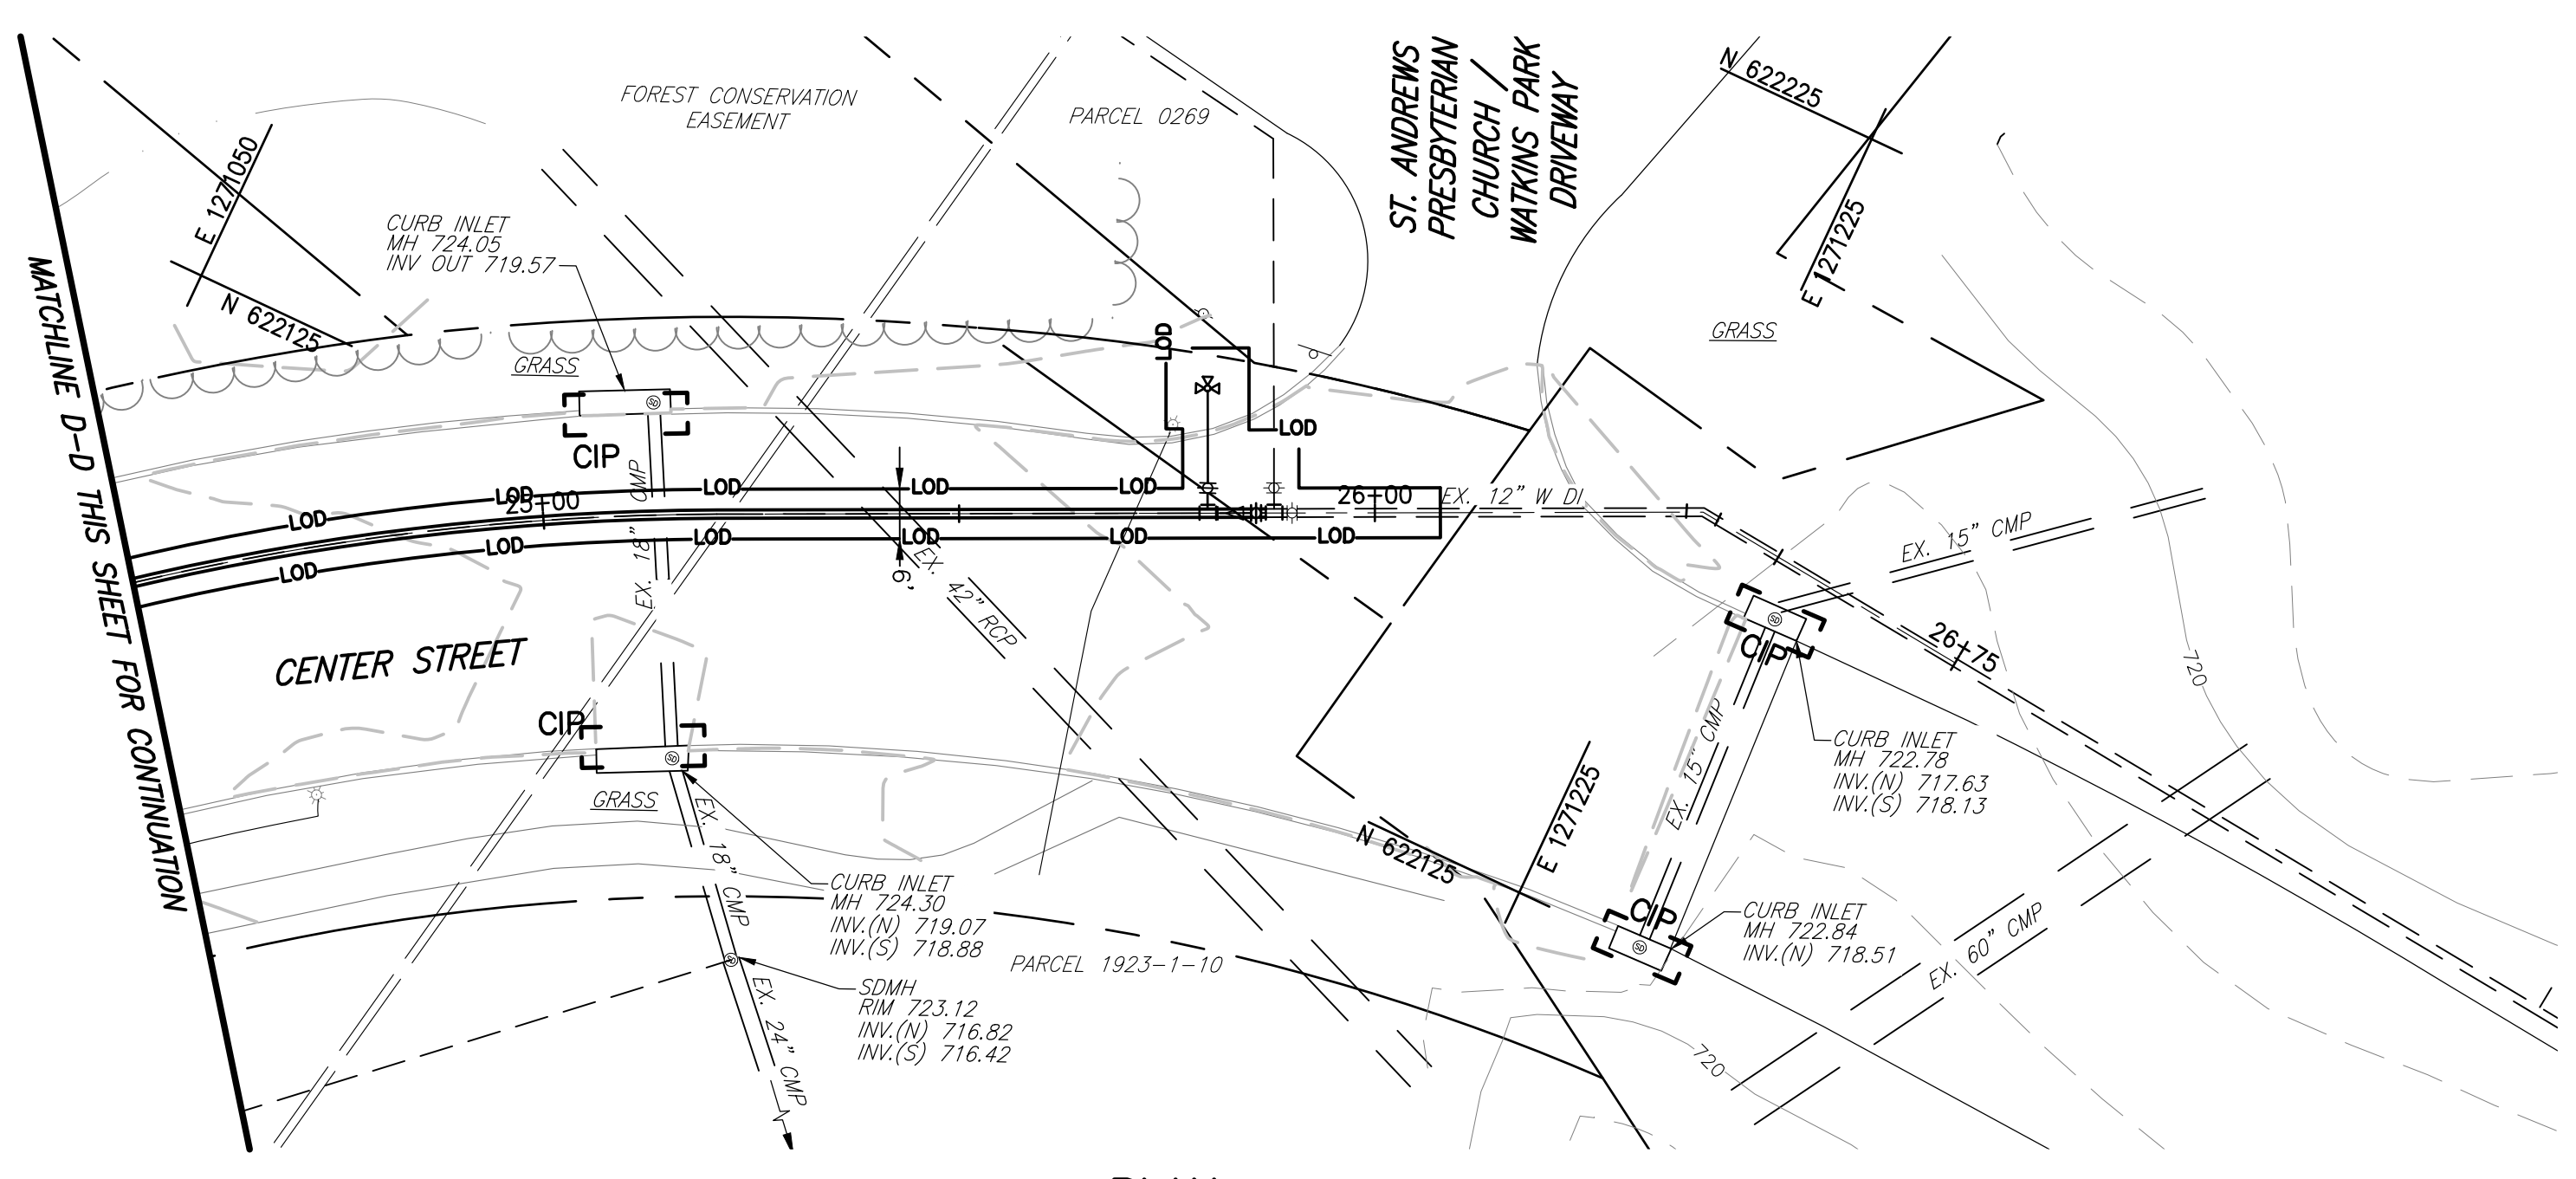 FOREST CONSERVATION
EASEMENT
PARCEL 0269
ST. ANDREWS
PRESBYTERIAN
CHURCH /
WATKINS PARK
DRIVEWAY
N 622225
E 1271225
E 1271050
N 622125
CURB INLET
MH 724.05
INV OUT 719.57
GRASS
GRASS
MATCHLINE D-D THIS SHEET FOR CONTINUATION
SD
CIP
EX. 18" CMP
LOD
LOD
LOD
LOD
LOD
LOD
LOD
25+00
26+00
EX. 12" W DI
LOD
LOD
LOD
LOD
LOD
LOD
6'
EX. 42" RCP
EX. 15" CMP
26+75
SD
CIP
720
CENTER STREET
CIP
SD
GRASS
EX. 18" CMP
CURB INLET
MH 724.30
INV.(N) 719.07
INV.(S) 718.88
SD
SDMH
RIM 723.12
INV.(N) 716.82
INV.(S) 716.42
EX. 24" CMP
PARCEL 1923-1-10
N 622125
E 1271225
EX. 15" CMP
CURB INLET
MH 722.78
INV.(N) 717.63
INV.(S) 718.13
CIP
SD
CURB INLET
MH 722.84
INV.(N) 718.51
EX. 60" CMP
720